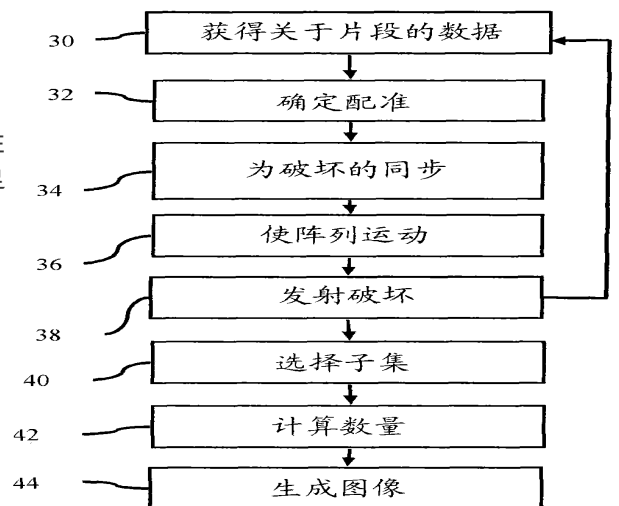 30 获得关于片段的数据
32 确定配准
34 为破坏的同步
36 使阵列运动
38 发射破坏
40 选择子集
42 计算数量
44 生成图像